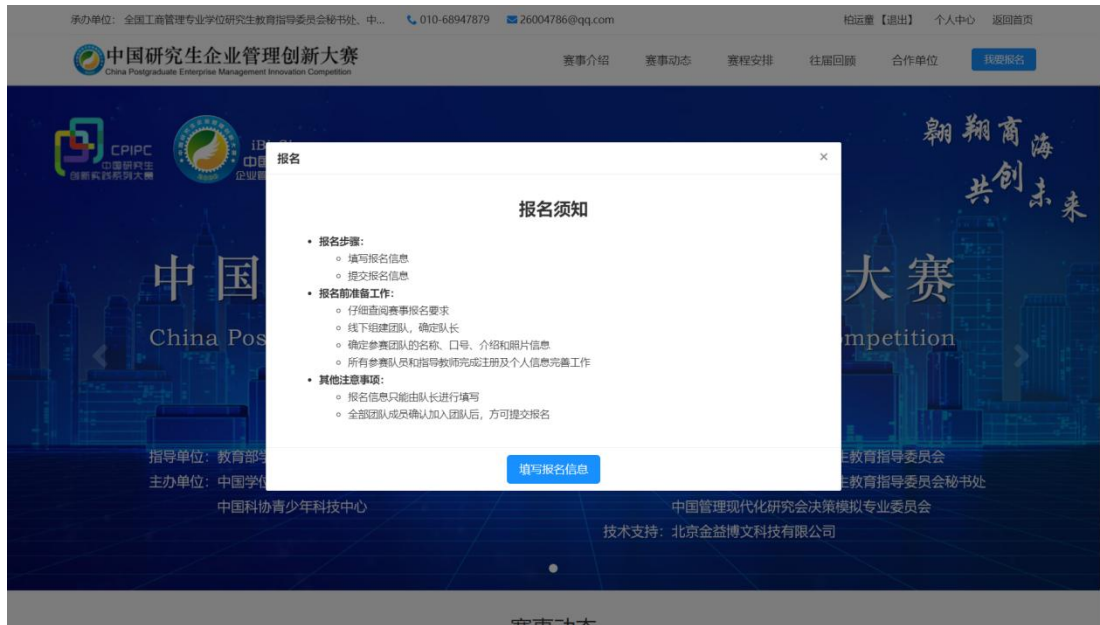 承办单位: 全国工商管理专业学位研究生教育指导委员会秘书处、中... 010-68947879 26004786@qq.com 柏运童【退出】 个人中心 返回首页
中国研究生企业管理创新大赛
China Postgraduate Enterprise Management Innovation Competition
赛事介绍 赛事动态 赛程安排 往届回顾 合作单位 我要报名
CPIPC
中国研究生
创新实践系列大赛
翱翔商海
共创未来
报名 ×
报名须知
• 报名步骤:
填写报名信息
提交报名信息
• 报名前准备工作:
仔细查阅赛事报名要求
线下组建团队，确定队长
确定参赛团队的名称、口号、介绍和照片信息
所有参赛队员和指导教师完成注册及个人信息完善工作
• 其他注意事项:
报名信息只能由队长进行填写
全部团队成员确认加入团队后，方可提交报名
填写报名信息
中国 大赛
China Pos mpetition
指导单位：教育部 生教育指导委员会
主办单位：中国学位 生教育指导委员会秘书处
中国科协青少年科技中心 中国管理现代化研究会决策模拟专业委员会
技术支持：北京金益博文科技有限公司